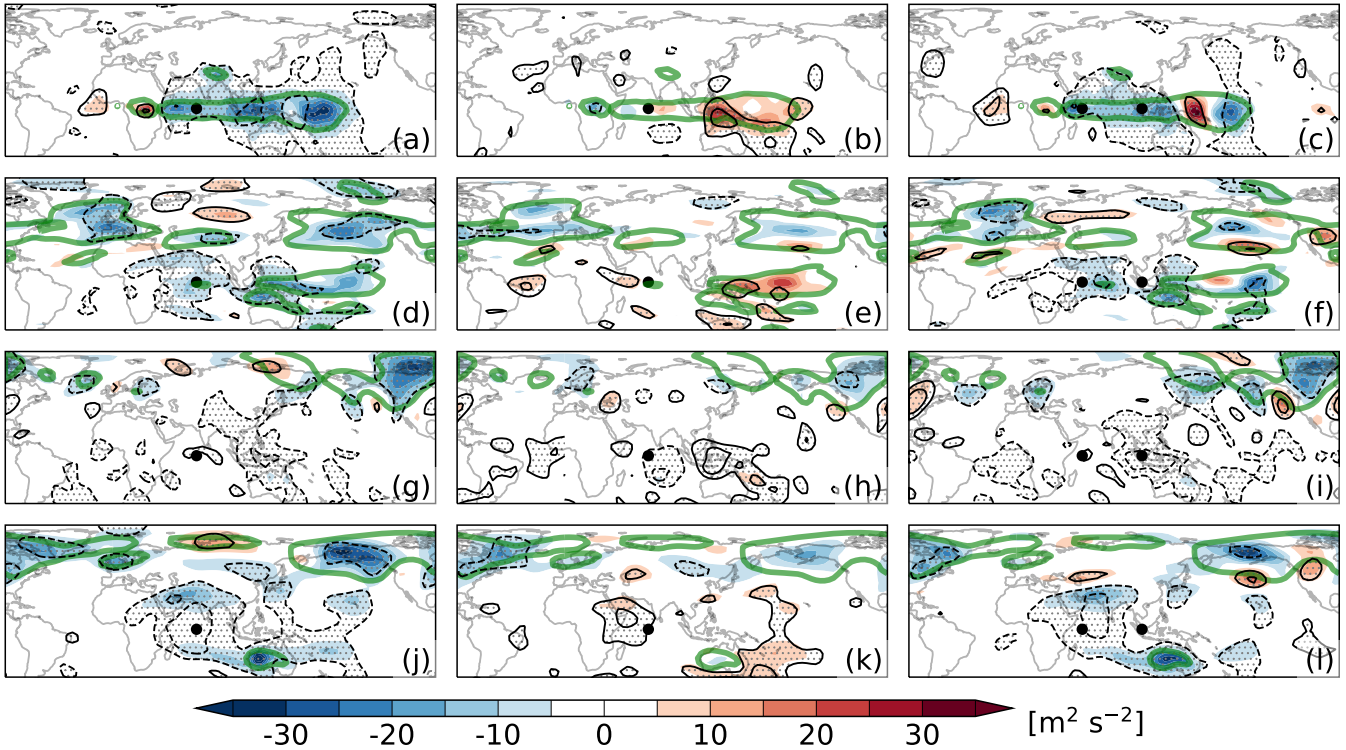 (a) (b) (c)
(d) (e) (f)
(g) (h) (i)
(j) (k) (l)
-30 -20 -10 0 10 20 30 [m² s⁻²]